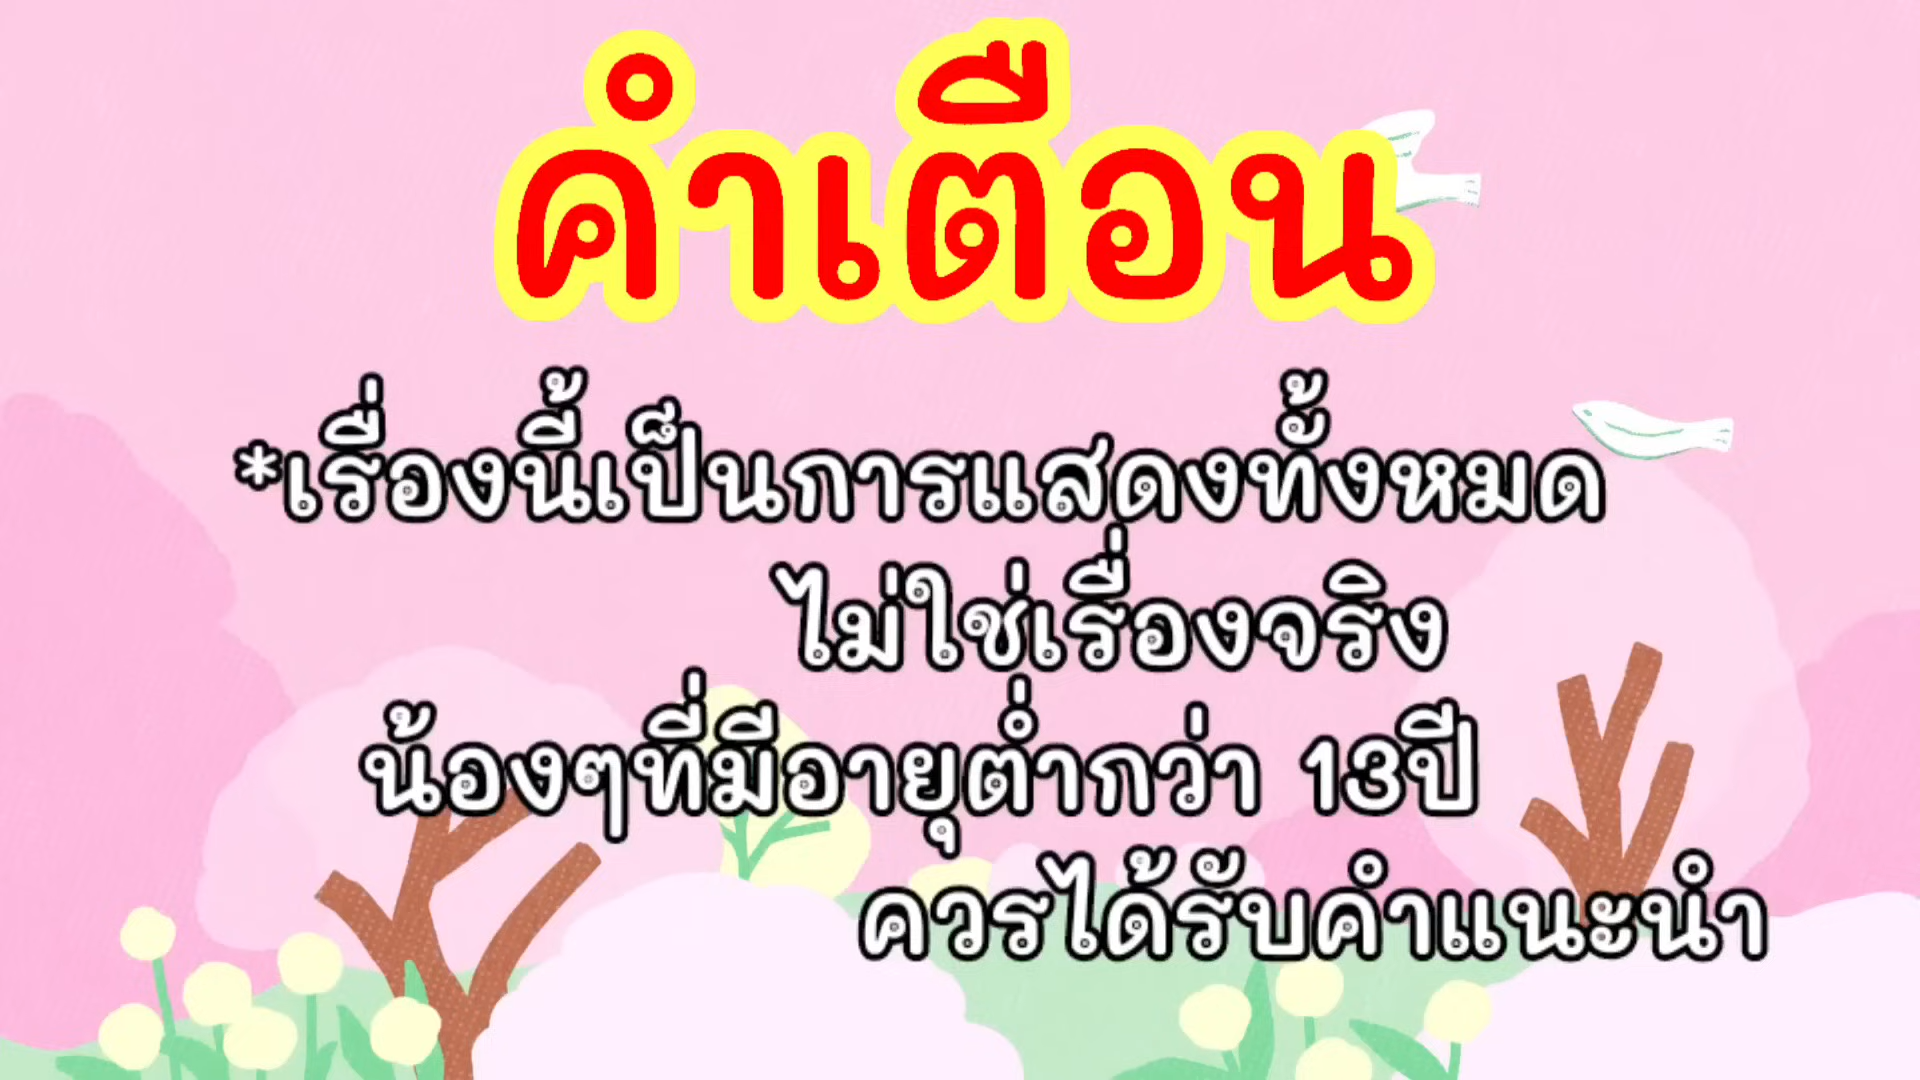 คำเตือน
*เรื่องนี้เป็นการแสดงทั้งหมด
ไม่ใช่เรื่องจริง
น้องๆที่มีอายุต่ำกว่า 13ปี
ควรได้รับคำแนะนำ